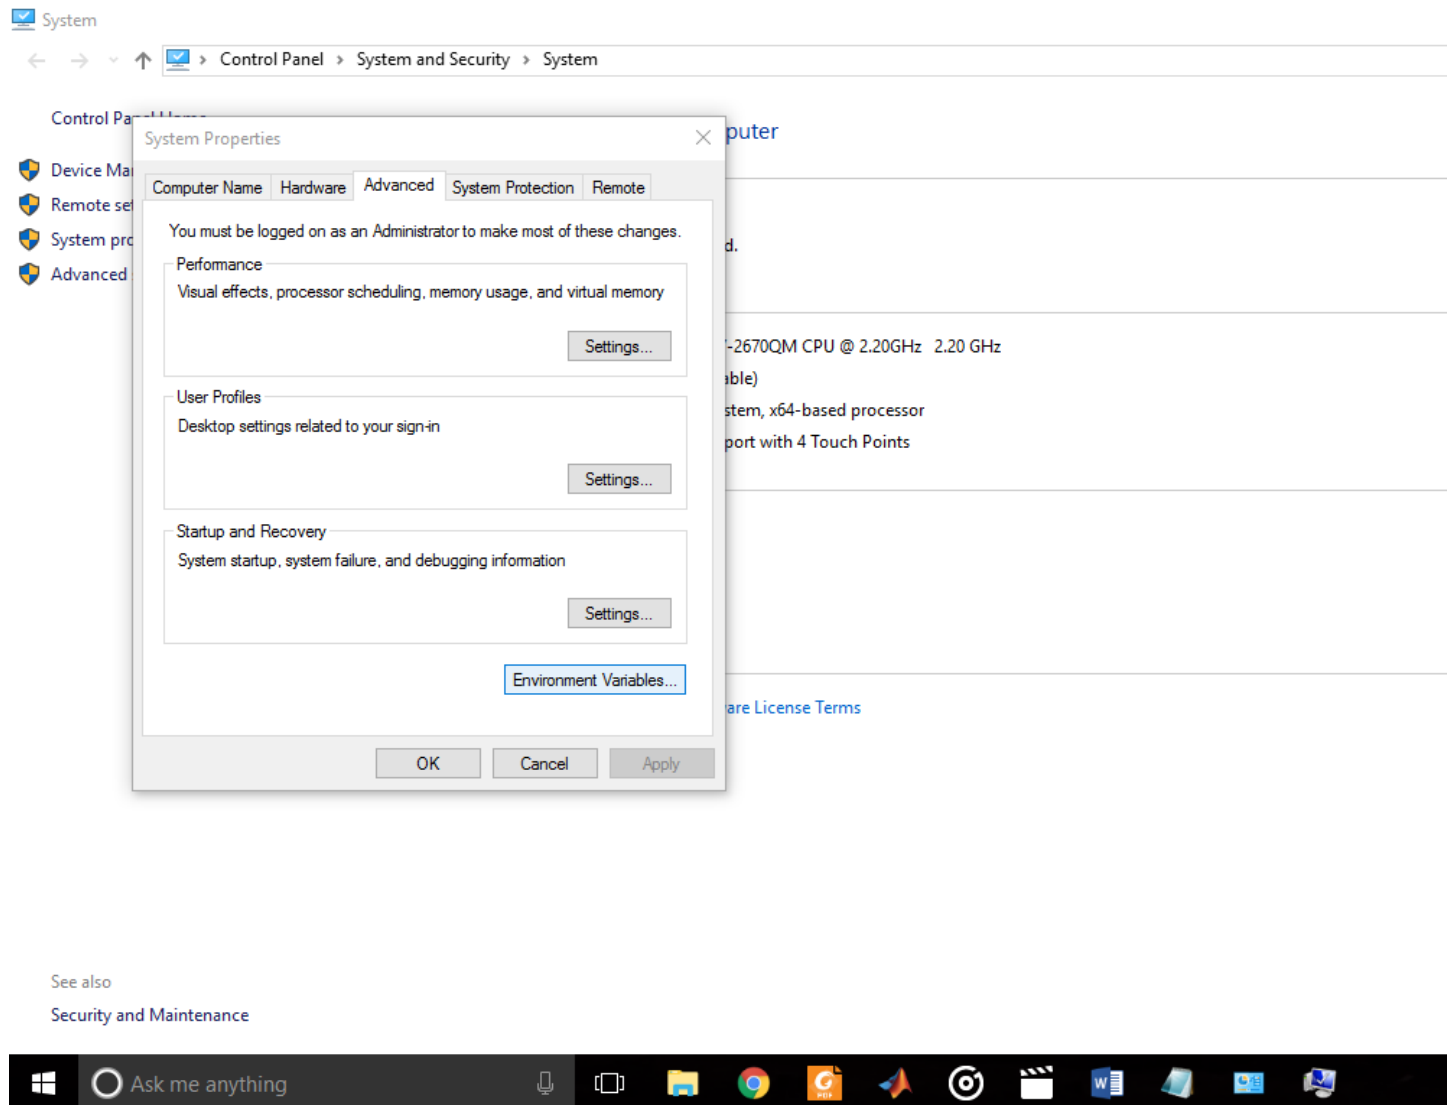 System
Control Panel > System and Security > System
Control Pa
System Properties
puter
Device Ma
Remote set
System pro
Advanced
Computer Name Hardware Advanced System Protection Remote
You must be logged on as an Administrator to make most of these changes.
d.
Performance
Visual effects, processor scheduling, memory usage, and virtual memory
Settings...
-2670QM CPU @ 2.20GHz 2.20 GHz
able)
User Profiles
stem, x64-based processor
Desktop settings related to your sign-in
port with 4 Touch Points
Settings...
Startup and Recovery
System startup, system failure, and debugging information
Settings...
Environment Variables...
are License Terms
OK Cancel Apply
See also
Security and Maintenance
Ask me anything
W
G
PDF